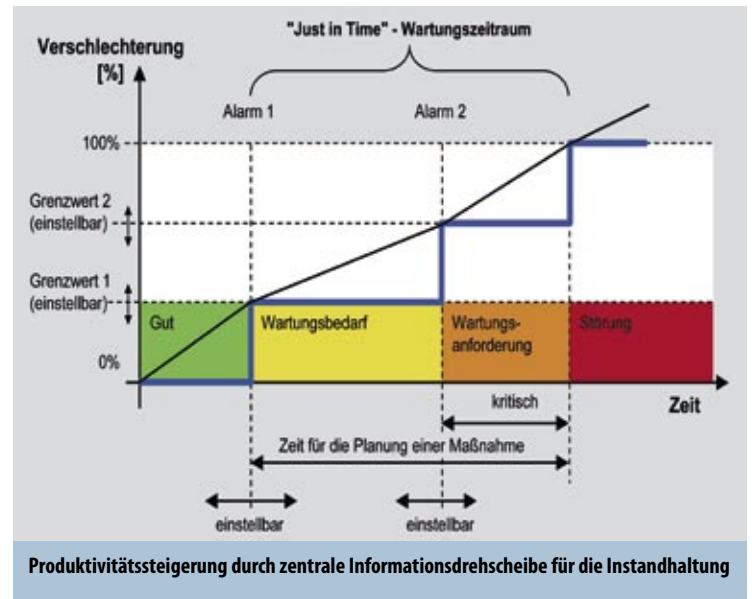 "Just in Time" - Wartungszeitraum
Verschlechterung
[%]
Alarm 1
Alarm 2
100%
Grenzwert 2
(einstellbar)
Grenzwert 1
(einstellbar)
Gut
Wartungsbedarf
Wartungs-
anforderung
Störung
0%
kritisch
Zeit
Zeit für die Planung einer Maßnahme
einstellbar
einstellbar
Produktivitätssteigerung durch zentrale Informationsdrehscheibe für die Instandhaltung